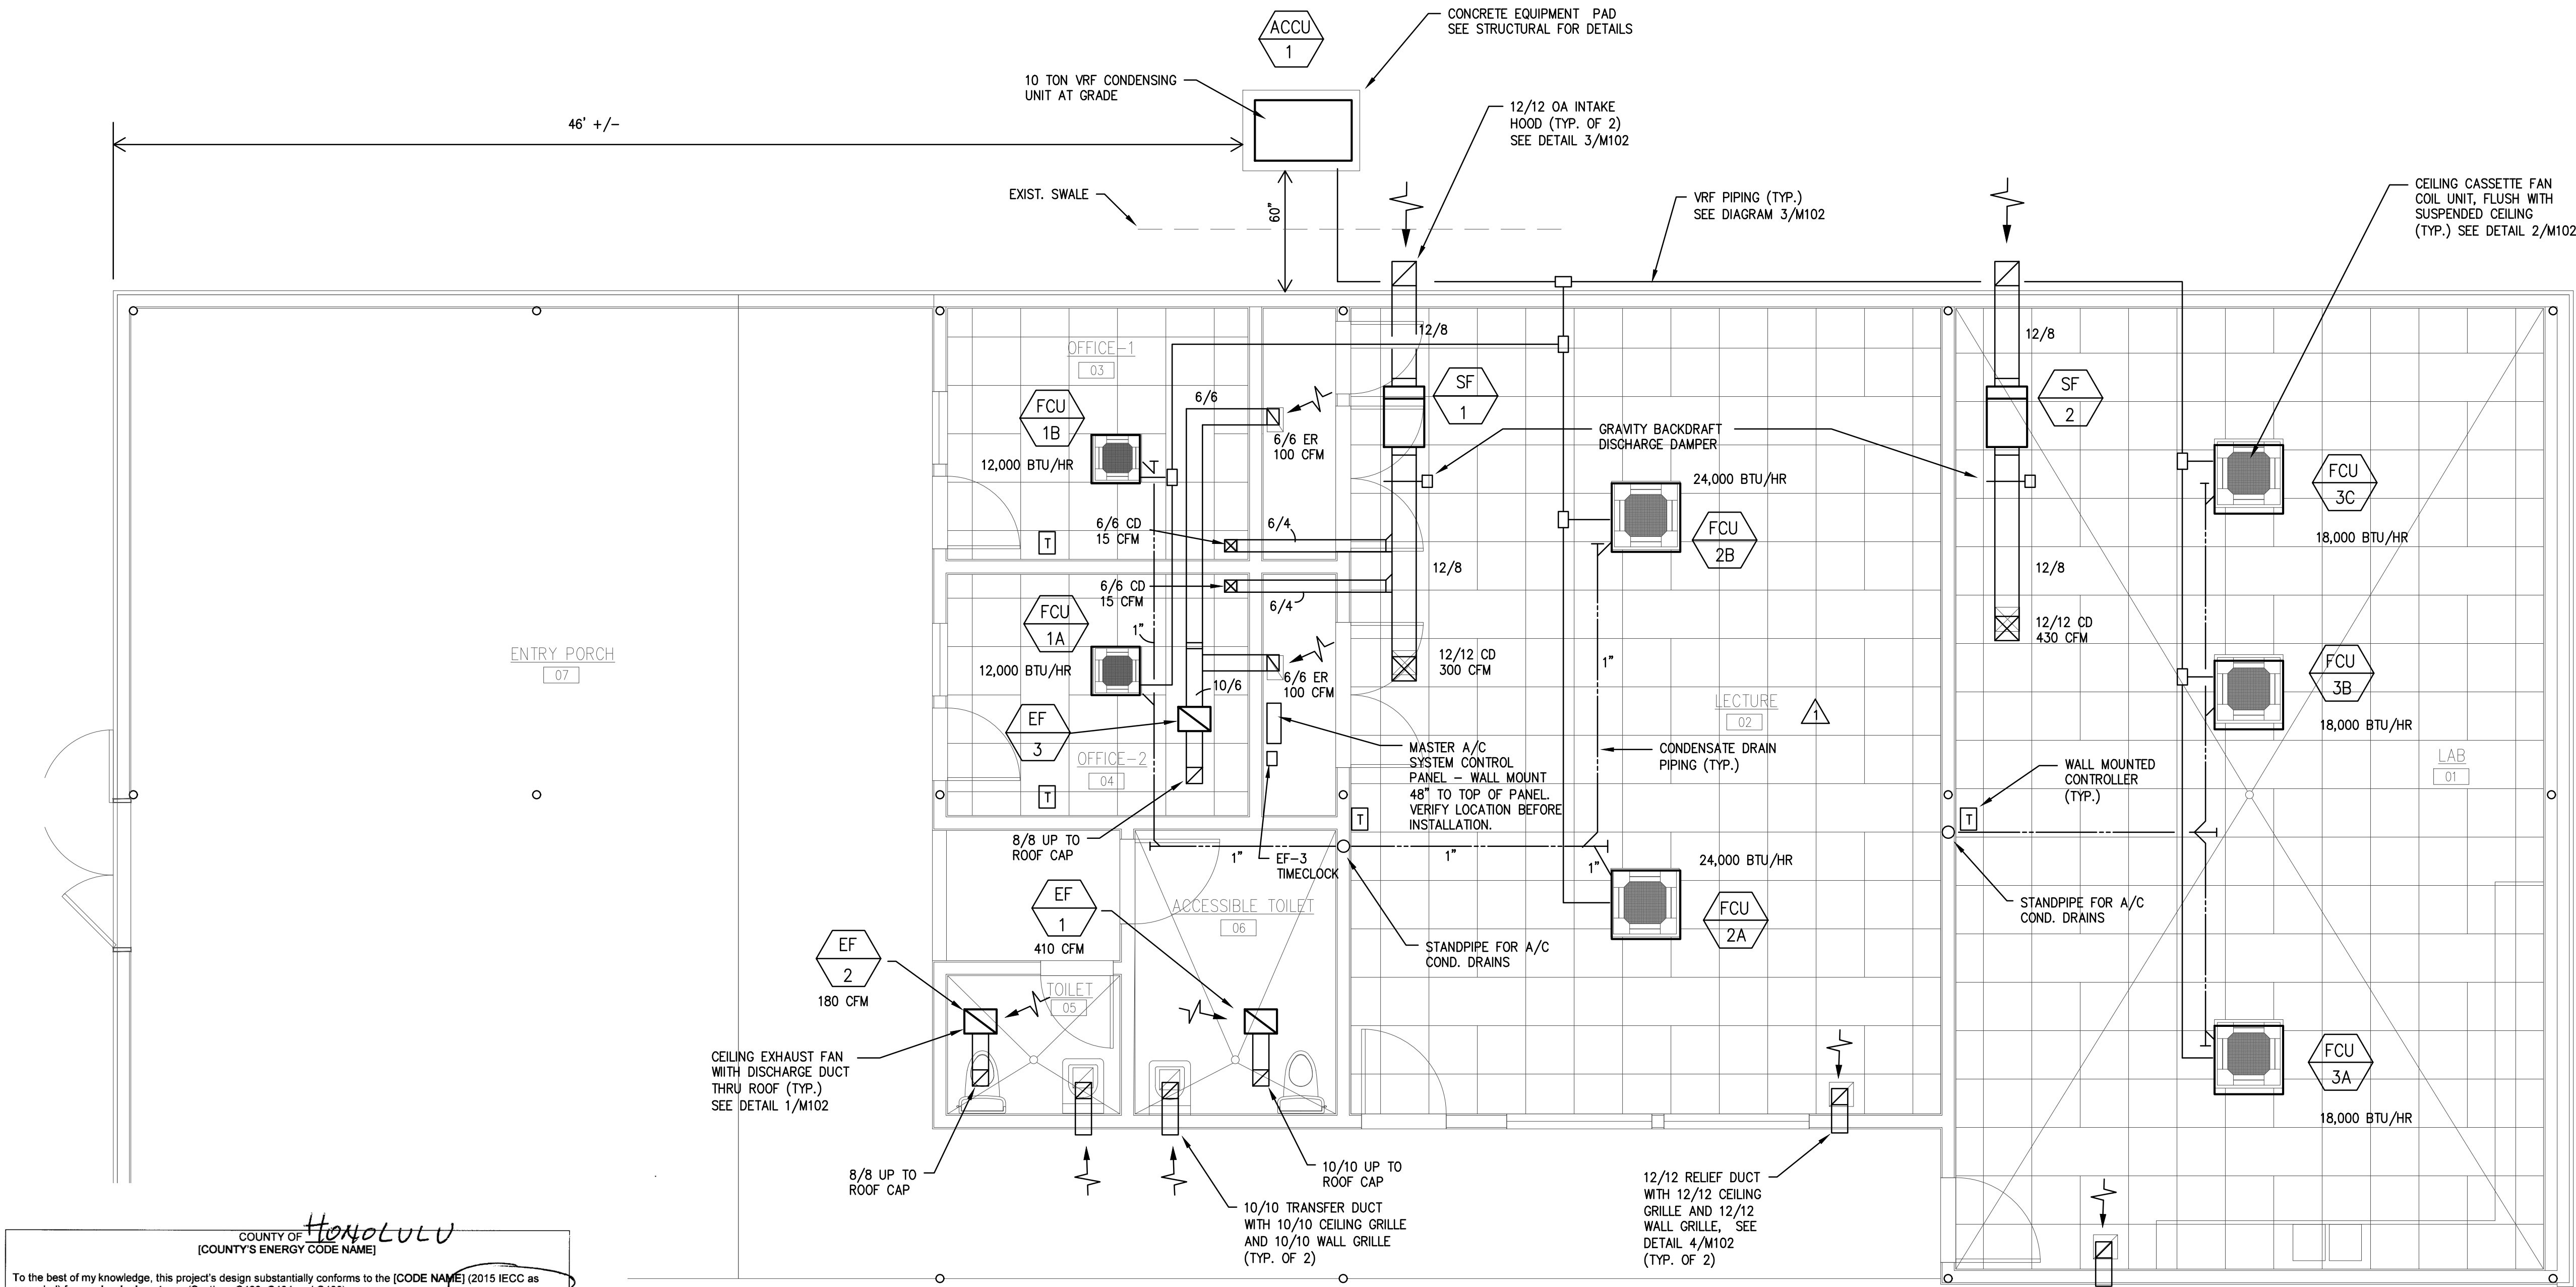 ACCU
1
CONCRETE EQUIPMENT PAD
SEE STRUCTURAL FOR DETAILS
10 TON VRF CONDENSING
UNIT AT GRADE
46' +/-
12/12 OA INTAKE
HOOD (TYP. OF 2)
SEE DETAIL 3/M102
EXIST. SWALE
60"
VRF PIPING (TYP.)
SEE DIAGRAM 3/M102
CEILING CASSETTE FAN
COIL UNIT, FLUSH WITH
SUSPENDED CEILING
(TYP.) SEE DETAIL 2/M102
OFFICE-1
03
12/8
12/8
FCU
1B
12,000 BTU/HR
6/6
6/6 ER
100 CFM
SF
1
SF
2
GRAVITY BACKDRAFT
DISCHARGE DAMPER
24,000 BTU/HR
FCU
2B
FCU
3C
18,000 BTU/HR
6/6 CD
15 CFM
6/4
T
12/8
12/8
6/6 CD
15 CFM
6/4
FCU
1A
1"
12,000 BTU/HR
ENTRY PORCH
07
6/6 ER
100 CFM
12/12 CD
300 CFM
1"
12/12 CD
430 CFM
FCU
3B
18,000 BTU/HR
10/6
EF
3
LECTURE
02
1
OFFICE-2
04
T
MASTER A/C
SYSTEM CONTROL
PANEL – WALL MOUNT
48" TO TOP OF PANEL.
VERIFY LOCATION BEFORE
INSTALLATION.
CONDENSATE DRAIN
PIPING (TYP.)
WALL MOUNTED
CONTROLLER
(TYP.)
LAB
01
T
T
8/8 UP TO
ROOF CAP
1"
EF-3
TIMECLOCK
1"
1"
24,000 BTU/HR
FCU
2A
EF
1
410 CFM
ACCESSIBLE TOILET
06
STANDPIPE FOR A/C
COND. DRAINS
STANDPIPE FOR A/C
COND. DRAINS
EF
2
180 CFM
TOILET
05
CEILING EXHAUST FAN
WIITH DISCHARGE DUCT
THRU ROOF (TYP.)
SEE DETAIL 1/M102
FCU
3A
18,000 BTU/HR
8/8 UP TO
ROOF CAP
10/10 UP TO
ROOF CAP
10/10 TRANSFER DUCT
WITH 10/10 CEILING GRILLE
AND 10/10 WALL GRILLE
(TYP. OF 2)
12/12 RELIEF DUCT
WITH 12/12 CEILING
GRILLE AND 12/12
WALL GRILLE, SEE
DETAIL 4/M102
(TYP. OF 2)
COUNTY OF HONOLULU
[COUNTY'S ENERGY CODE NAME]
To the best of my knowledge, this project's design substantially conforms to the [CODE NAME] (2015 IECC as